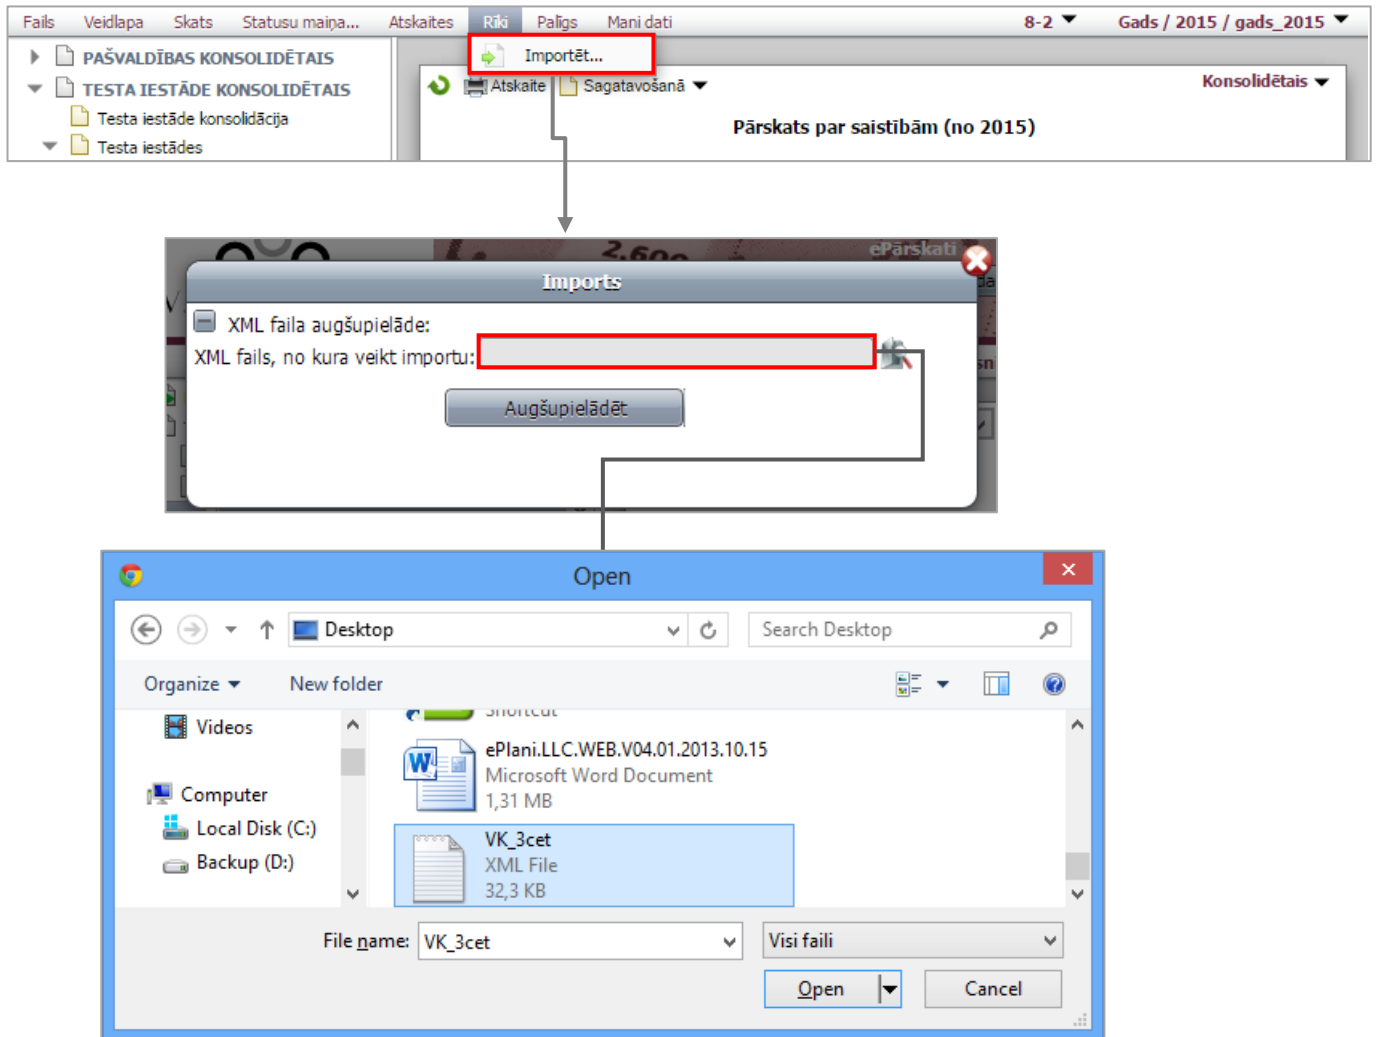 Fails Veidlapa Skats Statusu maiņa... Atskaites Rīki Palīgs Mani dati 8-2 Gads / 2015 / gads_2015
Importēt...
PAŠVALDĪBAS KONSOLIDĒTAIS
TESTA IESTĀDE KONSOLIDĒTAIS
Testa iestāde konsolidācija
Testa iestādes
Atskaite Sagatavošanā Konsolidētais
Pārskats par saistībām (no 2015)
2,600 ePārskati
Imports
XML faila augšupielāde:
XML fails, no kura veikt importu:
Augšupielādēt
Open
Desktop Search Desktop
Organize New folder
Videos
Computer
Local Disk (C:)
Backup (D:)
Shortcut
ePlani.LLC.WEB.V04.01.2013.10.15
Microsoft Word Document
1,31 MB
VK_3cet
XML File
32,3 KB
File name: VK_3cet Visi faili
Open Cancel